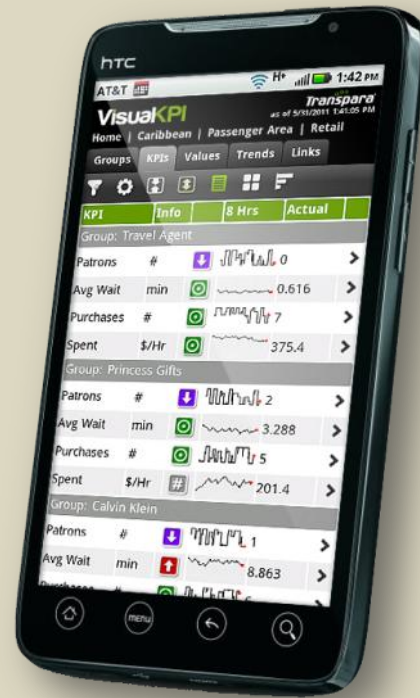 hTC
AT&T H+ 1:42 PM
VisualKPI Transpara
as of 5/31/2011 1:41:05 PM
Home | Caribbean | Passenger Area | Retail
Groups KPIs Values Trends Links
KPI Info 8 Hrs Actual
Group: Travel Agent
Patrons # 0
Avg Wait min 0.616
Purchases # 7
Spent $/Hr 375.4
Group: Princess Gifts
Patrons # 2
Avg Wait min 3.288
Purchases # 5
Spent $/Hr # 201.4
Group: Calvin Klein
Patrons # 1
Avg Wait min 8.863
Purchases #
menu